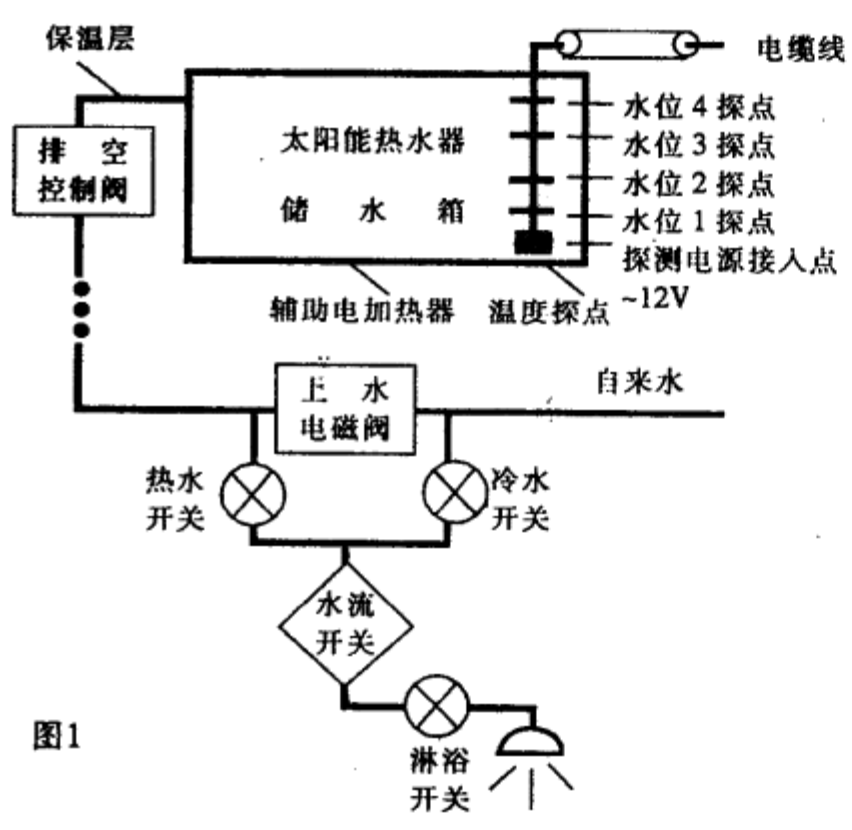 保温层
电缆线
排 空
控制阀
太阳能热水器
储 水 箱
水位4探点
水位3探点
水位2探点
水位1探点
探测电源接入点
~12V
辅助电加热器
温度探点
上 水
电磁阀
自来水
热水
开关
冷水
开关
水流
开关
淋浴
开关
图1